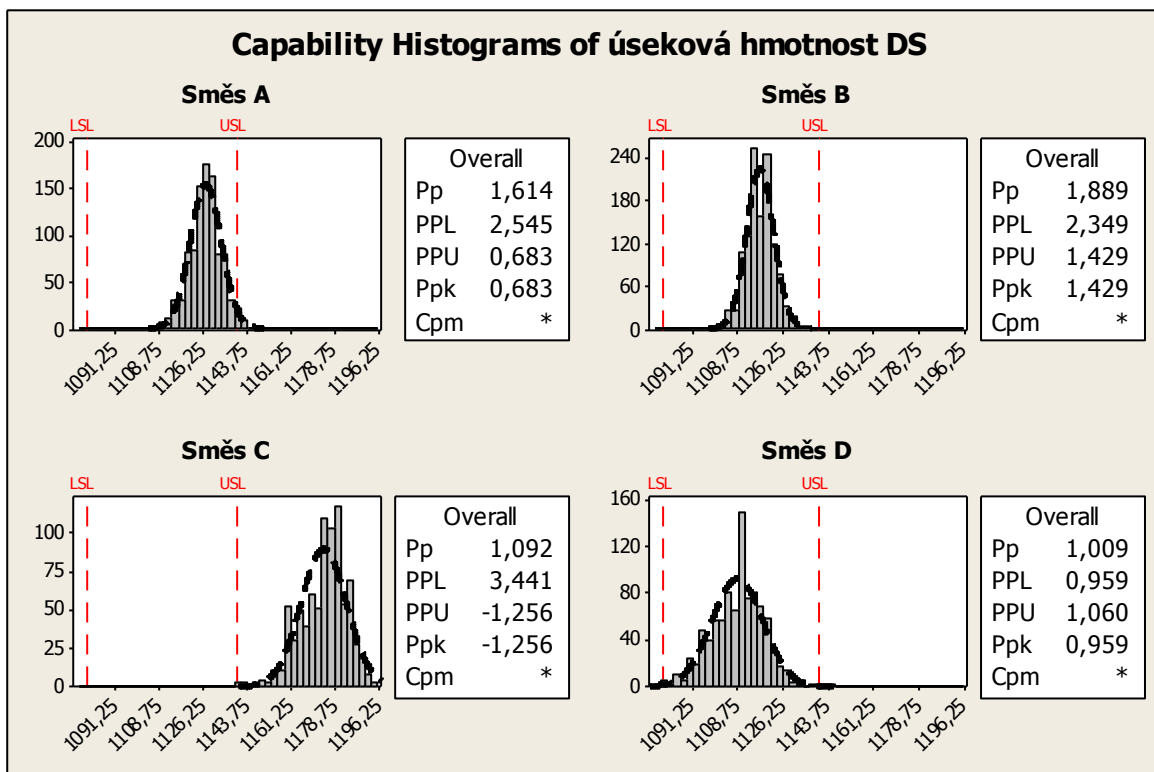 Capability Histograms of úseková hmotnost DS
Směs A
LSL
USL
200
150
100
50
0
1091,25
1108,75
1126,25
1143,75
1161,25
1178,75
1196,25
Overall
Pp 1,614
PPL 2,545
PPU 0,683
Ppk 0,683
Cpm *
Směs B
LSL
USL
240
180
120
60
0
1091,25
1108,75
1126,25
1143,75
1161,25
1178,75
1196,25
Overall
Pp 1,889
PPL 2,349
PPU 1,429
Ppk 1,429
Cpm *
Směs C
LSL
USL
100
75
50
25
0
1091,25
1108,75
1126,25
1143,75
1161,25
1178,75
1196,25
Overall
Pp 1,092
PPL 3,441
PPU -1,256
Ppk -1,256
Cpm *
Směs D
LSL
USL
160
120
80
40
0
1091,25
1108,75
1126,25
1143,75
1161,25
1178,75
1196,25
Overall
Pp 1,009
PPL 0,959
PPU 1,060
Ppk 0,959
Cpm *